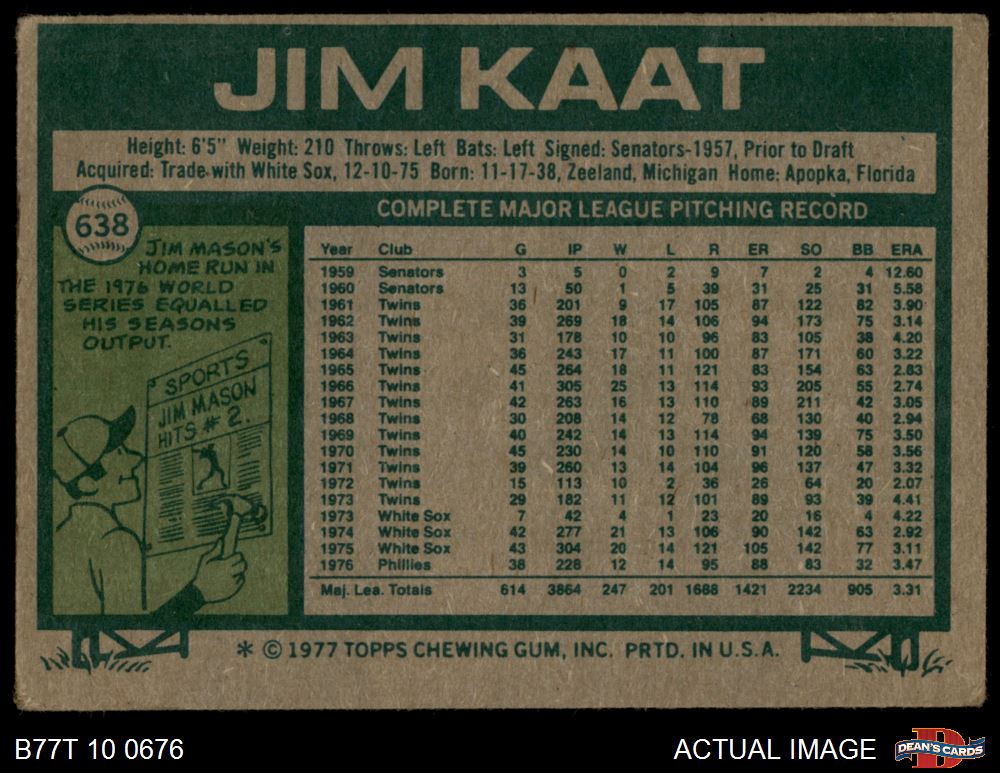 JIM KAAT
Height: 6'5" Weight: 210 Throws: Left Bats: Left Signed: Senators-1957, Prior to Draft
Acquired: Trade with White Sox, 12-10-75 Born: 11-17-38, Zeeland, Michigan Home: Apopka, Florida
638
JIM MASON'S
HOME RUN IN
THE 1976 WORLD
SERIES EQUALLED
HIS SEASONS
OUTPUT.
SPORTS
JIM MASON
HITS # 2.
COMPLETE MAJOR LEAGUE PITCHING RECORD
Year Club G IP W L R ER SO BB ERA
1959 Senators 3 5 0 2 9 7 2 4 12.60
1960 Senators 13 50 1 5 39 31 25 31 5.58
1961 Twins 36 201 9 17 105 87 122 82 3.90
1962 Twins 39 269 18 14 106 94 173 75 3.14
1963 Twins 31 178 10 10 96 83 105 38 4.20
1964 Twins 36 243 17 11 100 87 171 60 3.22
1965 Twins 45 264 18 11 121 83 154 63 2.83
1966 Twins 41 305 25 13 114 93 205 55 2.74
1967 Twins 42 263 16 13 110 89 211 42 3.05
1968 Twins 30 208 14 12 78 68 130 40 2.94
1969 Twins 40 242 14 13 114 94 139 75 3.50
1970 Twins 45 230 14 10 110 91 120 58 3.56
1971 Twins 39 260 13 14 104 96 137 47 3.32
1972 Twins 15 113 10 2 36 26 64 20 2.07
1973 Twins 29 182 11 12 101 89 93 39 4.41
1973 White Sox 7 42 4 1 23 20 16 4 4.22
1974 White Sox 42 277 21 13 106 90 142 63 2.92
1975 White Sox 43 304 20 14 121 105 142 77 3.11
1976 Phillies 38 228 12 14 95 88 83 32 3.47
Maj. Lea. Totals 614 3864 247 201 1688 1421 2234 905 3.31
* © 1977 TOPPS CHEWING GUM, INC. PRTD. IN U.S.A.
B77T 10 0676
ACTUAL IMAGE
D
DEAN'S CARDS